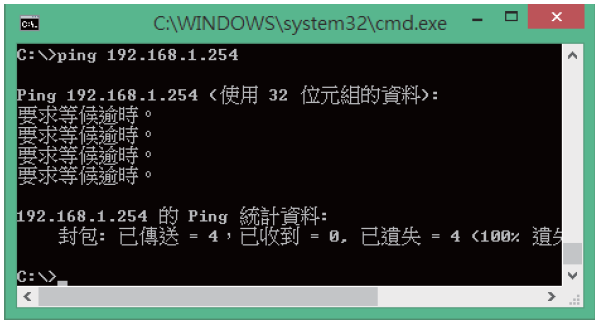 C:\WINDOWS\system32\cmd.exe
C:\>ping 192.168.1.254
Ping 192.168.1.254 (使用 32 位元組的資料):
要求等候逾時。
要求等候逾時。
要求等候逾時。
要求等候逾時。
192.168.1.254 的 Ping 統計資料:
封包: 已傳送 = 4，已收到 = 0, 已遺失 = 4 (100% 遺失
C:\>_